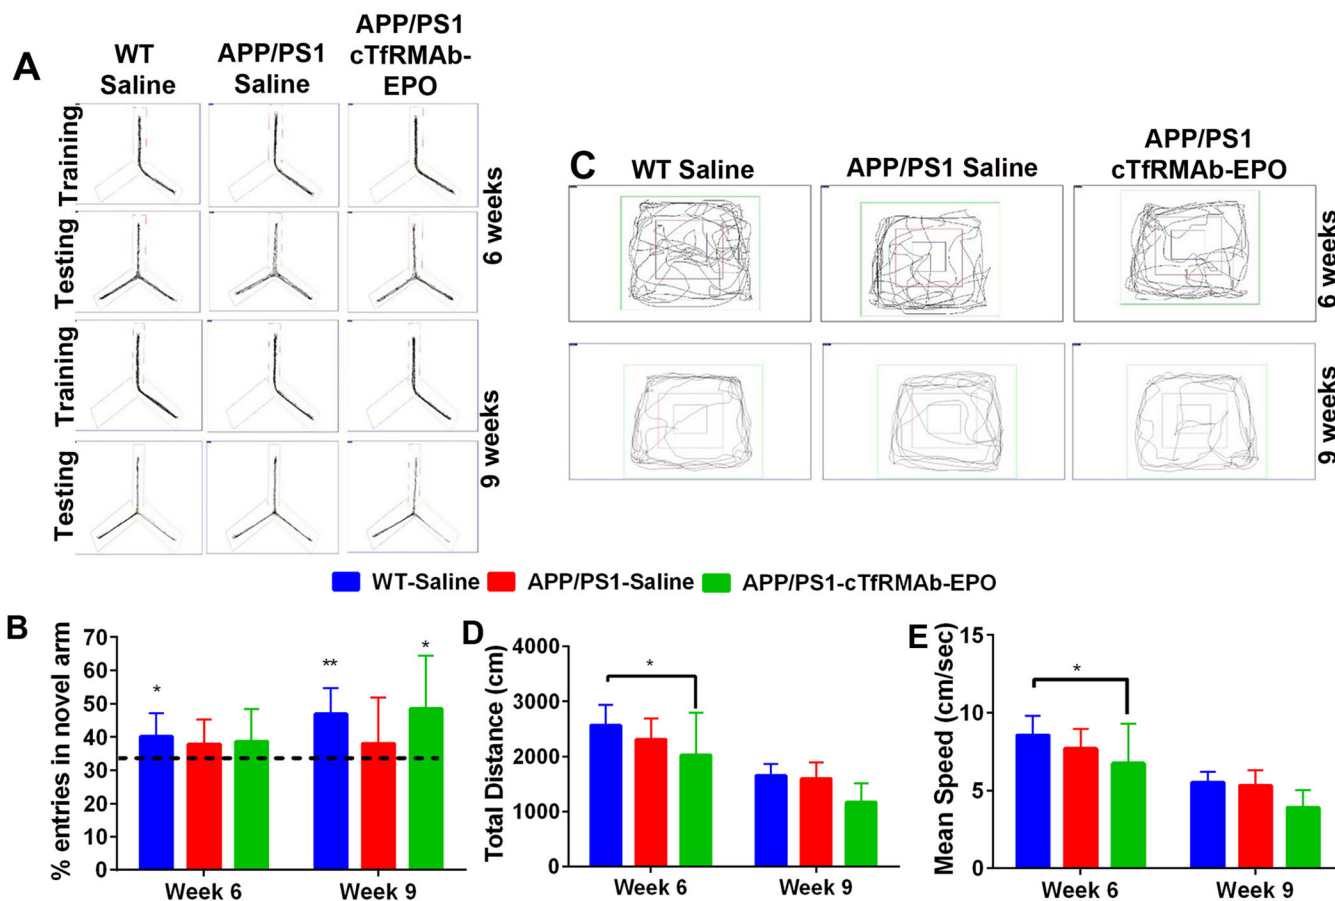 A
WT
Saline
APP/PS1
Saline
APP/PS1
cTfRMAb-
EPO
Training
Testing
6 weeks
Training
Testing
9 weeks
C
WT Saline
APP/PS1 Saline
APP/PS1
cTfRMAb-EPO
6 weeks
9 weeks
WT-Saline
APP/PS1-Saline
APP/PS1-cTfRMAb-EPO
B
% entries in novel arm
70
60
50
40
30
20
10
0
*
**
*
Week 6
Week 9
D
Total Distance (cm)
4000
3000
2000
1000
0
*
Week 6
Week 9
E
Mean Speed (cm/sec)
15
10
5
0
*
Week 6
Week 9